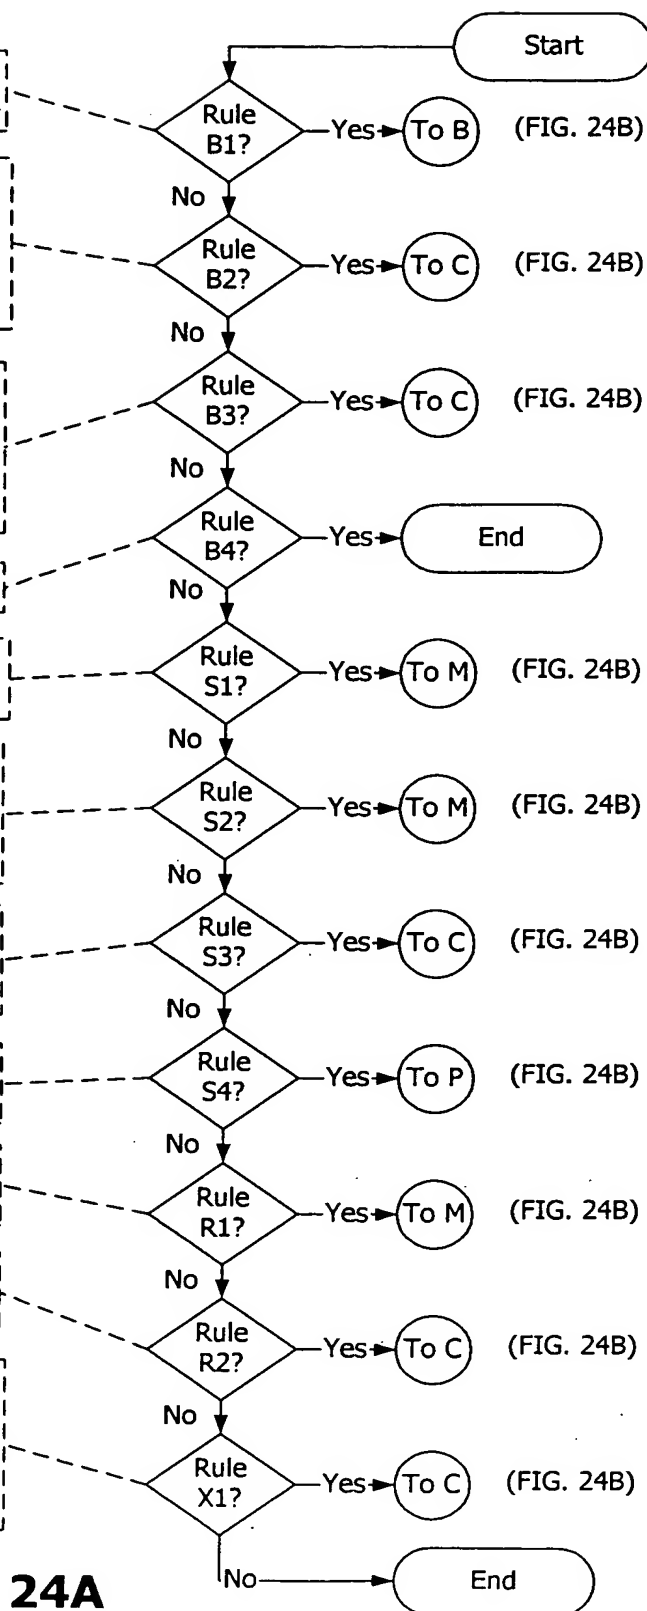 Start
Rule
B1?
Yes
To B
(FIG. 24B)
No
Rule
B2?
Yes
To C
(FIG. 24B)
No
Rule
B3?
Yes
To C
(FIG. 24B)
No
Rule
B4?
Yes
End
No
Rule
S1?
Yes
To M
(FIG. 24B)
No
Rule
S2?
Yes
To M
(FIG. 24B)
No
Rule
S3?
Yes
To C
(FIG. 24B)
No
Rule
S4?
Yes
To P
(FIG. 24B)
No
Rule
R1?
Yes
To M
(FIG. 24B)
No
Rule
R2?
Yes
To C
(FIG. 24B)
No
Rule
X1?
Yes
To C
(FIG. 24B)
No
End
24A